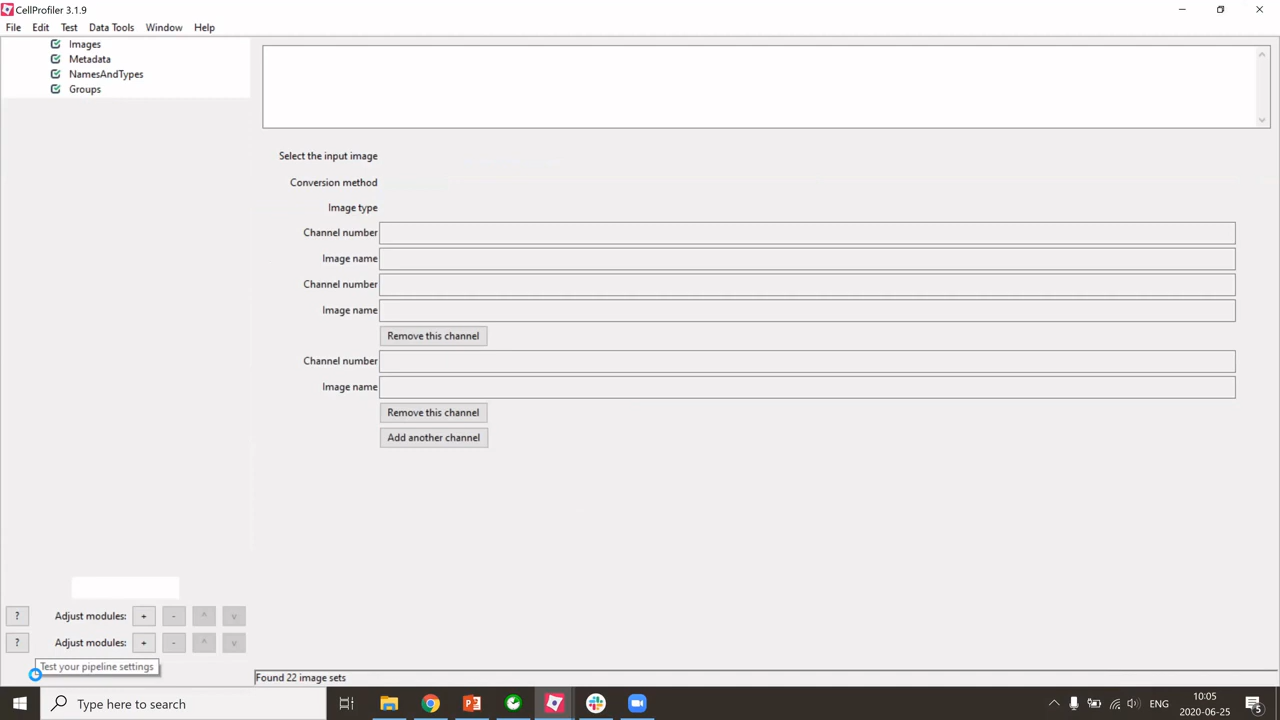 CellProfiler 3.1.9
File Edit Test Data Tools Window Help
Images
Metadata
NamesAndTypes
Groups
Select the input image
Conversion method
Image type
Channel number
Image name
Channel number
Image name
Remove this channel
Channel number
Image name
Remove this channel
Add another channel
? Adjust modules: + - ^ v
? Adjust modules: + - ^ v
Test your pipeline settings
Found 22 image sets
Type here to search
ENG
10:05
2020-06-25
5